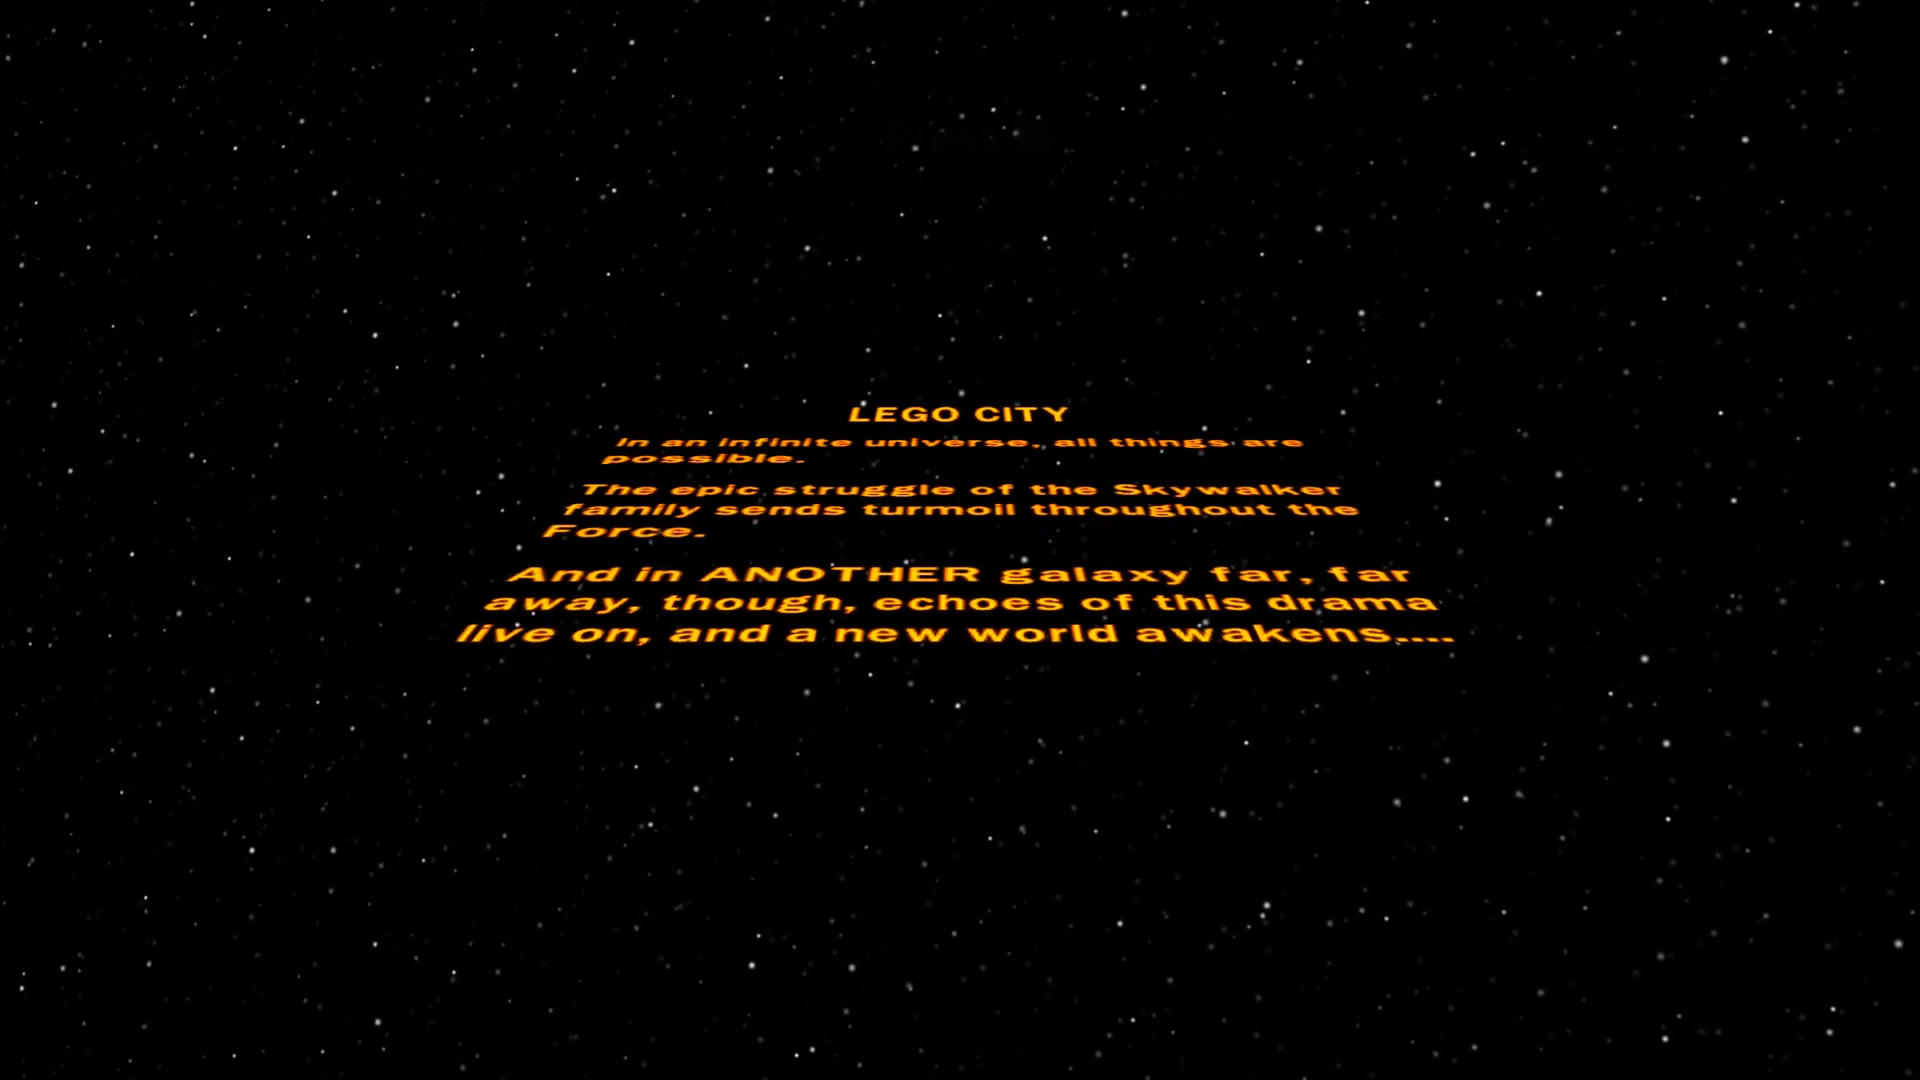 LEGO CITY
In an infinite universe, all things are
possible.
The epic struggle of the Skywalker
family sends turmoil throughout the
Force.
And in ANOTHER galaxy far, far
away, though, echoes of this drama
live on, and a new world awakens....